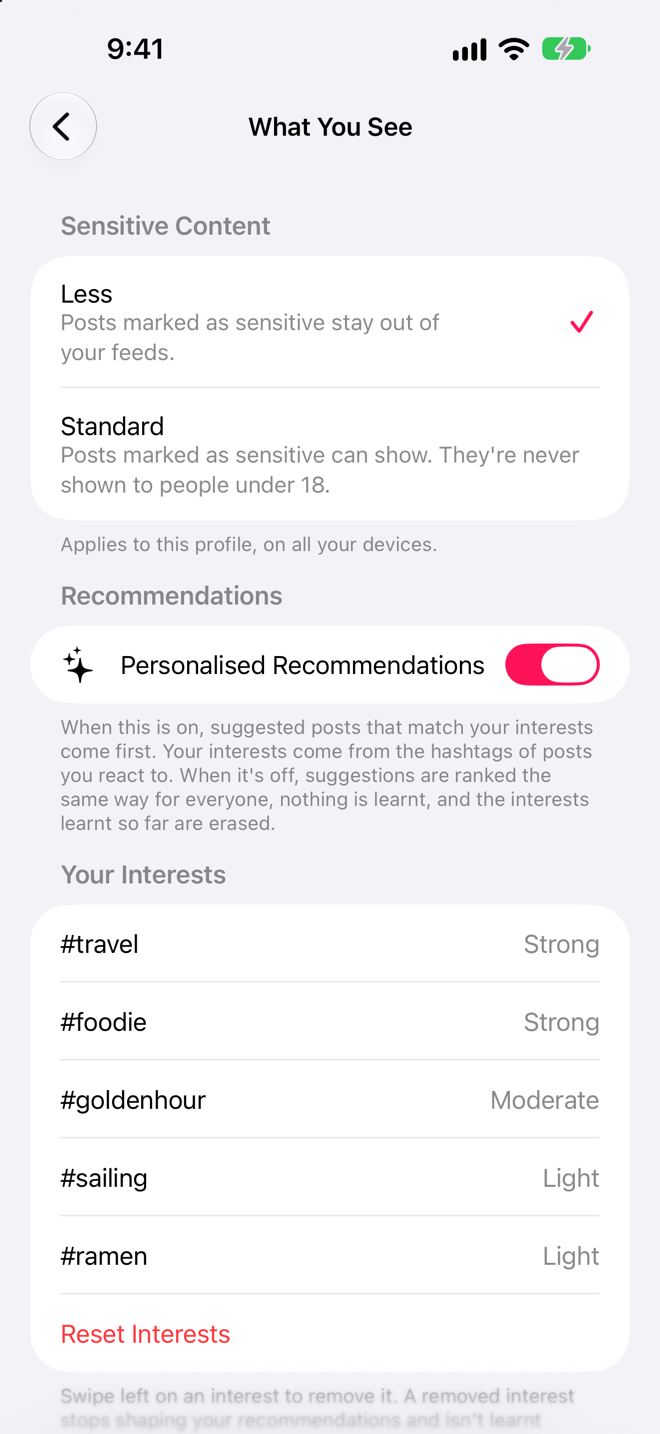 9:41
What You See
Sensitive Content
Less
Posts marked as sensitive stay out of
your feeds.
Standard
Posts marked as sensitive can show. They're never
shown to people under 18.
Applies to this profile, on all your devices.
Recommendations
Personalised Recommendations
When this is on, suggested posts that match your interests
come first. Your interests come from the hashtags of posts
you react to. When it's off, suggestions are ranked the
same way for everyone, nothing is learnt, and the interests
learnt so far are erased.
Your Interests
#travel Strong
#foodie Strong
#goldenhour Moderate
#sailing Light
#ramen Light
Reset Interests
Swipe left on an interest to remove it. A removed interest
stops shaping your recommendations and isn't learnt